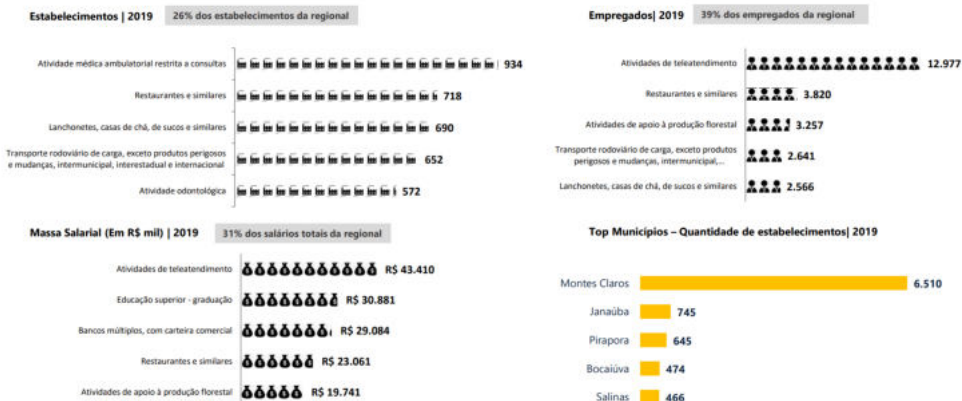 Estabelecimentos | 2019
26% dos estabelecimentos da regional
Atividade médica ambulatorial restrita a consultas
934
Restaurantes e similares
718
Lanchonetes, casas de chá, de sucos e similares
690
Transporte rodoviário de carga, exceto produtos perigosos
e mudanças, intermunicipal, interestadual e internacional
652
Atividade odontológica
572
Empregados| 2019
39% dos empregados da regional
Atividades de teleatendimento
12.977
Restaurantes e similares
3.820
Atividades de apoio à produção florestal
3.257
Transporte rodoviário de carga, exceto produtos
perigosos e mudanças, intermunicipal,...
2.641
Lanchonetes, casas de chá, de sucos e similares
2.566
Massa Salarial (Em R$ mil) | 2019
31% dos salários totais da regional
Atividades de teleatendimento
R$ 43.410
Educação superior - graduação
R$ 30.881
Bancos múltiplos, com carteira comercial
R$ 29.084
Restaurantes e similares
R$ 23.061
Atividades de apoio à produção florestal
R$ 19.741
Top Municípios – Quantidade de estabelecimentos| 2019
Montes Claros
6.510
Janaúba
745
Pirapora
645
Bocaiúva
474
Salinas
466